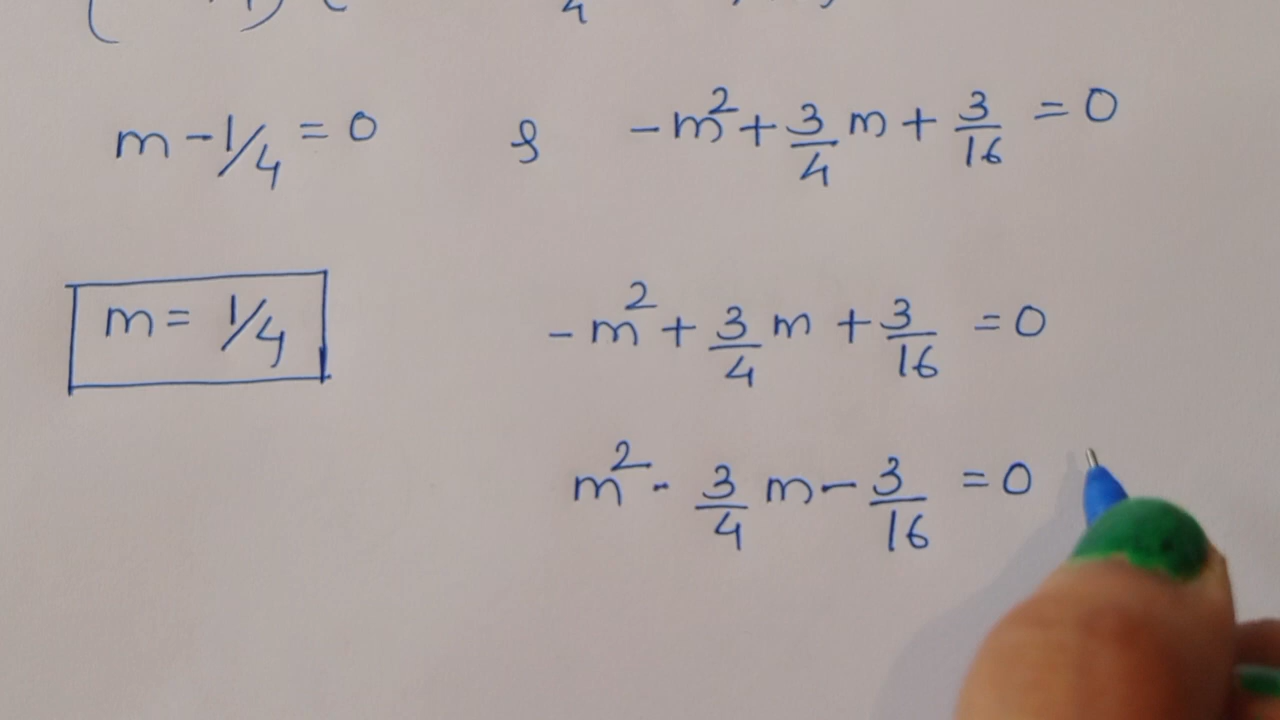 m - 1/4 = 0 & -m² + 3/4 m + 3/16 = 0
m = 1/4
-m² + 3/4 m + 3/16 = 0
m² - 3/4 m - 3/16 = 0